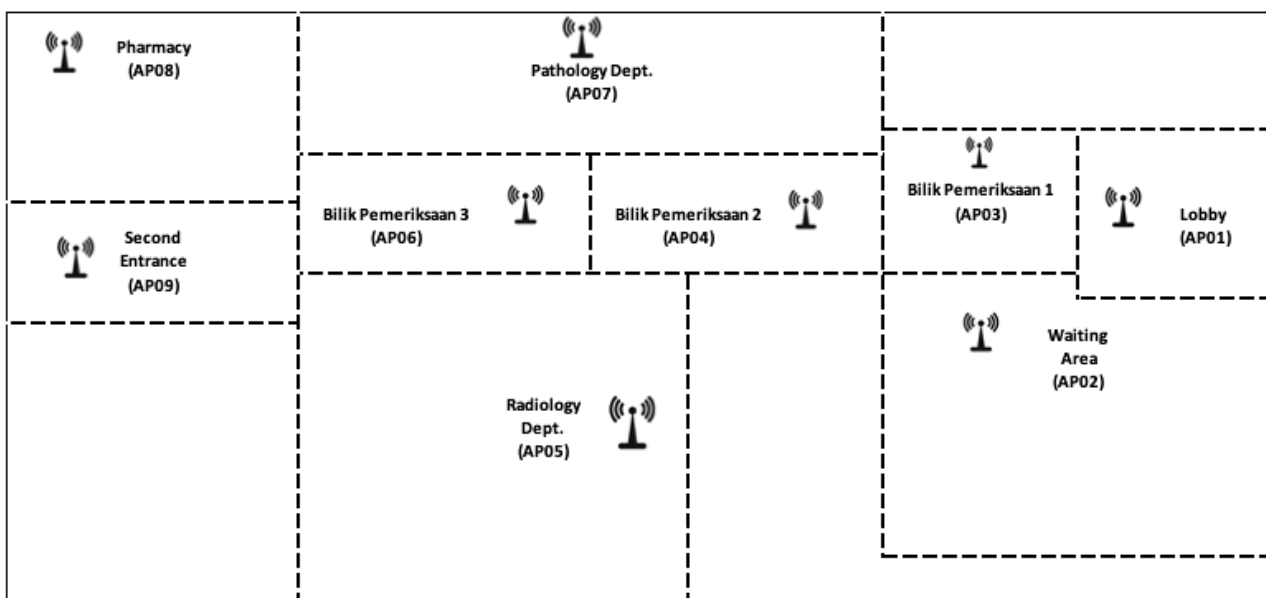 Pharmacy
(AP08)
Pathology Dept.
(AP07)
Bilik Pemeriksaan 3
(AP06)
Bilik Pemeriksaan 2
(AP04)
Bilik Pemeriksaan 1
(AP03)
Lobby
(AP01)
Second
Entrance
(AP09)
Waiting
Area
(AP02)
Radiology
Dept.
(AP05)